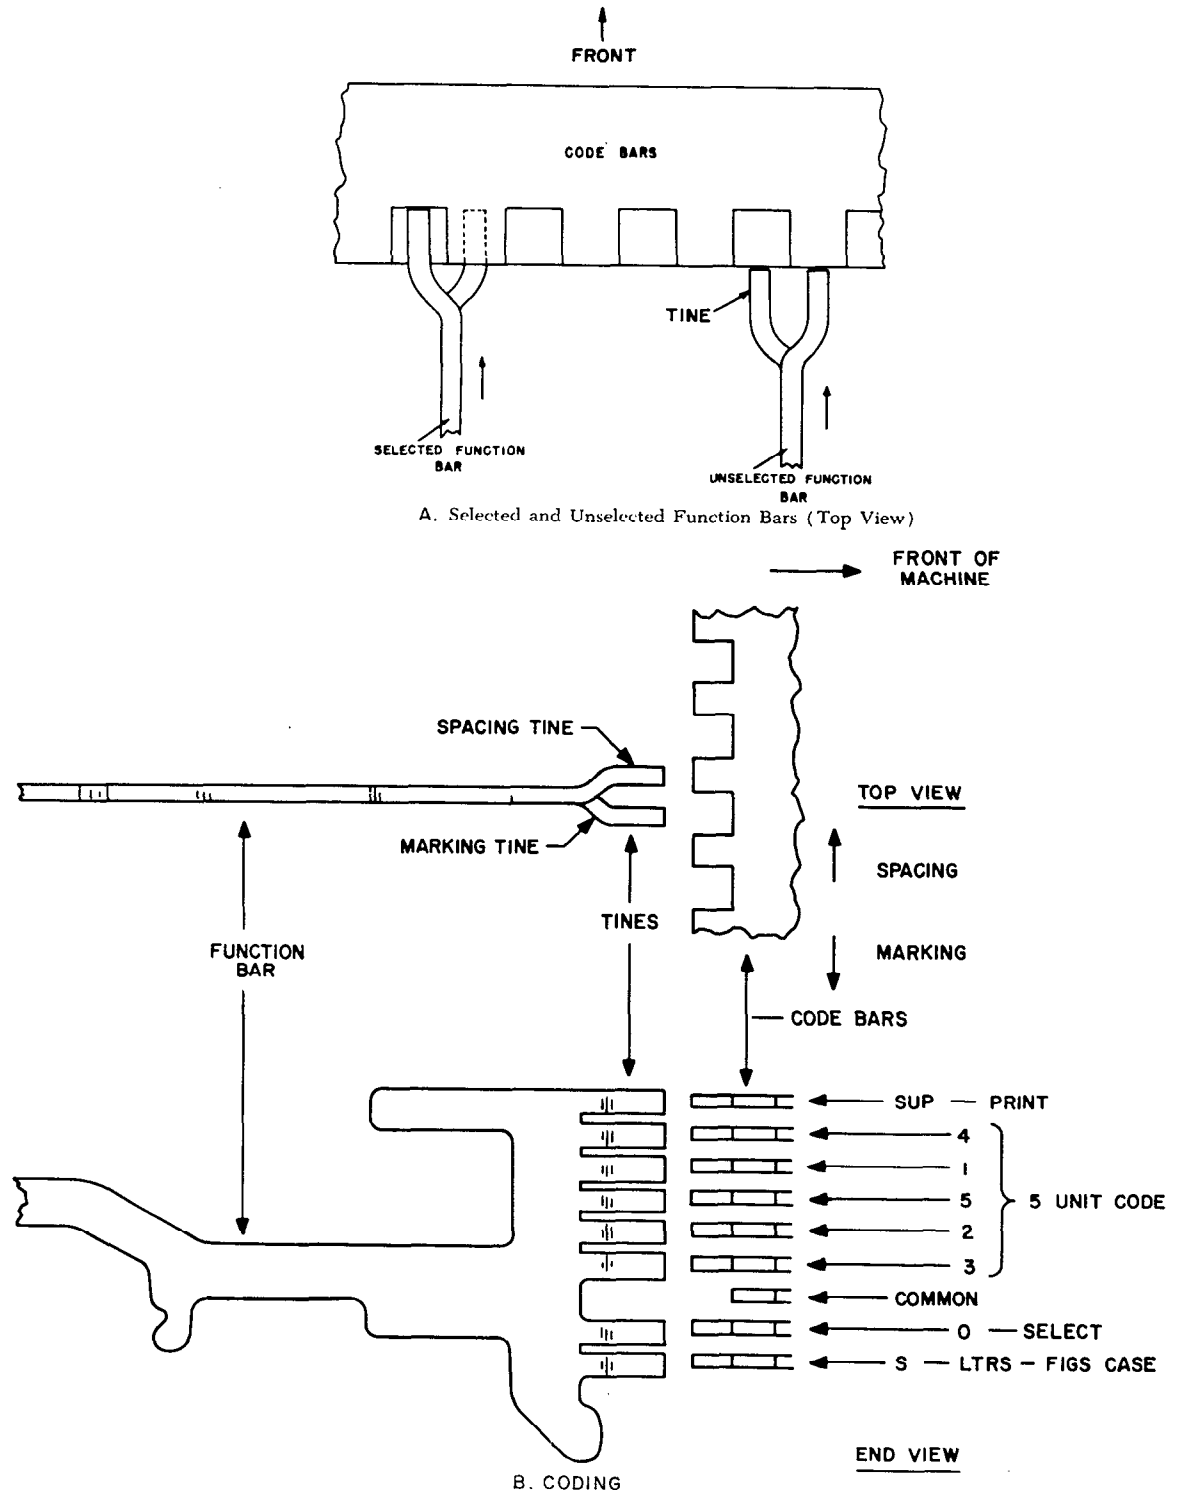 FRONT
CODE BARS
TINE
SELECTED FUNCTION
BAR
UNSELECTED FUNCTION
BAR
A. Selected and Unselected Function Bars (Top View)
FRONT OF
MACHINE
SPACING TINE
TOP VIEW
MARKING TINE
SPACING
TINES
FUNCTION
BAR
MARKING
CODE BARS
SUP — PRINT
4
1
5
5 UNIT CODE
2
3
COMMON
0 — SELECT
S — LTRS — FIGS CASE
END VIEW
B. CODING